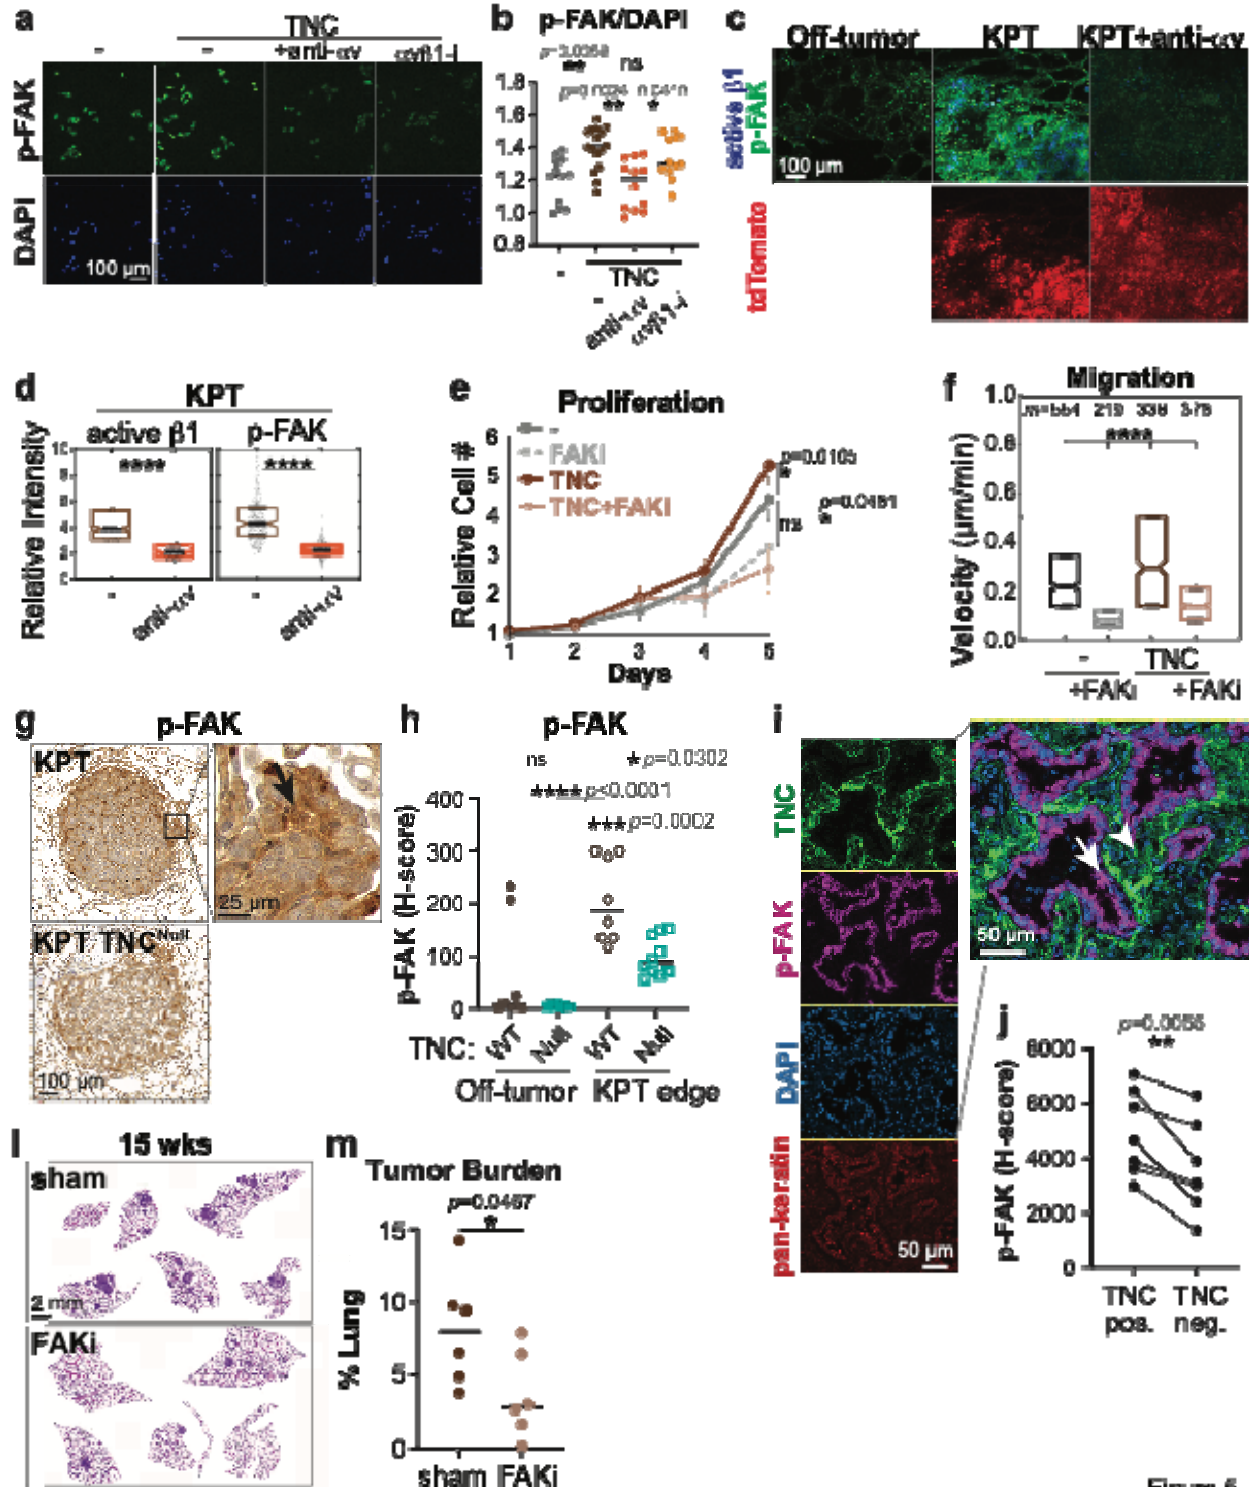 a
TNC
-
-
+anti-αv
αvβ1-i
p-FAK
DAPI
100 µm
b
p-FAK/DAPI
ns
1.8
1.6
1.4
1.2
1.0
0.8
-
-
anti-αv
αvβ1-i
TNC
c
Off-tumor
KPT
KPT+anti-αv
active β1
p-FAK
tdTomato
100 µm
d
KPT
active β1
p-FAK
****
****
Relative Intensity
-
anti-αv
-
anti-αv
e
Proliferation
-
FAKi
TNC
TNC+FAKi
Relative Cell #
6
5
4
3
2
1
1
2
3
4
5
Days
p=0.0105
*
ns
*
f
Migration
****
Velocity (µm/min)
1.0
0.8
0.6
0.4
0.2
0.0
-
TNC
+FAKi
+FAKi
g
p-FAK
KPT
25 µm
KPT TNC Null
100 µm
h
p-FAK
ns
* p=0.0302
**** p<0.0001
*** p=0.0002
p-FAK (H-score)
400
300
200
100
0
TNC:
WT
Null
WT
Null
Off-tumor
KPT edge
i
TNC
p-FAK
DAPI
pan-keratin
50 µm
50 µm
**
p-FAK (H-score)
8000
6000
4000
2000
0
TNC pos.
TNC neg.
l
15 wks
sham
2 mm
FAKi
m
Tumor Burden
p=0.0467
*
% Lung
15
10
5
0
sham
FAKi